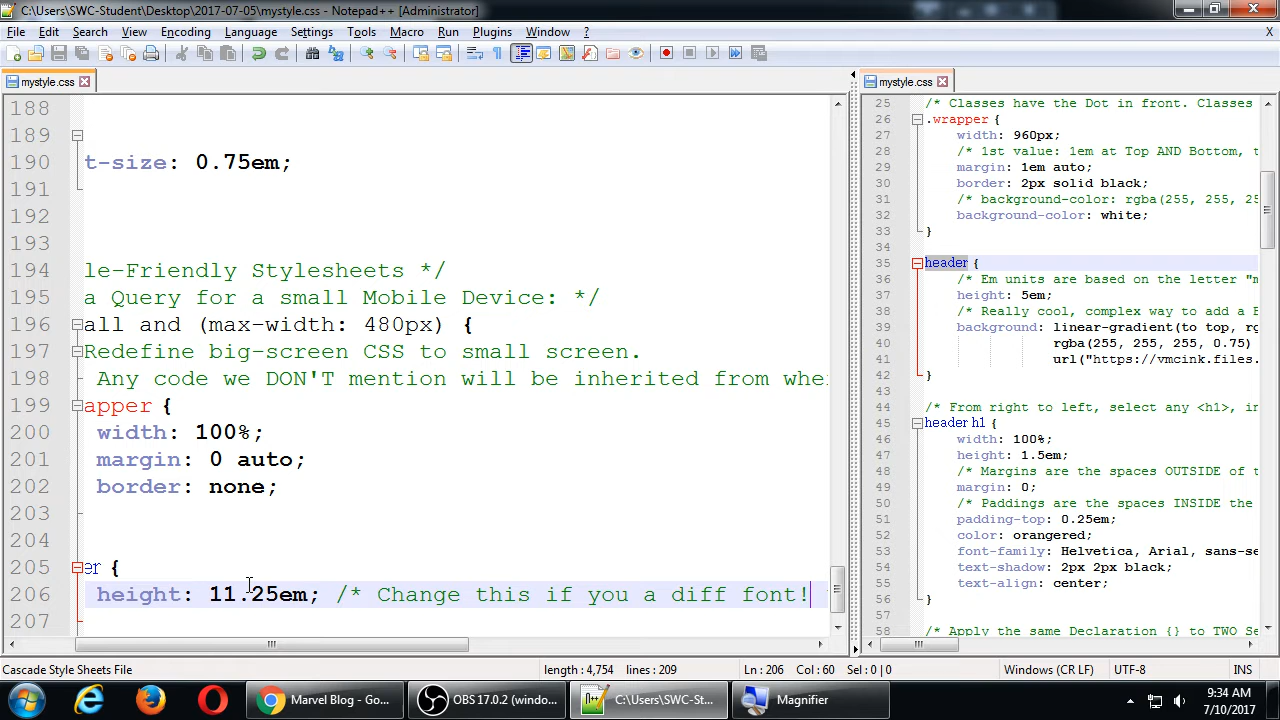 C:\Users\SWC-Student\Desktop\2017-07-05\mystyle.css - Notepad++ [Administrator]
File Edit Search View Encoding Language Settings Tools Macro Run Plugins Window ? X
mystyle.css
188
189
190 t-size: 0.75em;
191
192
193
194 le-Friendly Stylesheets */
195 a Query for a small Mobile Device: */
196 all and (max-width: 480px) {
197 Redefine big-screen CSS to small screen.
198 Any code we DON'T mention will be inherited from whe
199 apper {
200 width: 100%;
201 margin: 0 auto;
202 border: none;
203
204
205 er {
206 height: 11.25em; /* Change this if you a diff font!
207
mystyle.css
25 /* Classes have the Dot in front. Classes
26 .wrapper {
27 width: 960px;
28 /* 1st value: 1em at Top AND Bottom, t
29 margin: 1em auto;
30 border: 2px solid black;
31 /* background-color: rgba(255, 255, 25
32 background-color: white;
33 }
34
35 header {
36 /* Em units are based on the letter "m
37 height: 5em;
38 /* Really cool, complex way to add a B
39 background: linear-gradient(to top, rg
40 rgba(255, 255, 255, 0.75)
41 url("https://vmcink.files.
42 }
43
44 /* From right to left, select any <h1>, in
45 header h1 {
46 width: 100%;
47 height: 1.5em;
48 /* Margins are the spaces OUTSIDE of t
49 margin: 0;
50 /* Paddings are the spaces INSIDE the
51 padding-top: 0.25em;
52 color: orangered;
53 font-family: Helvetica, Arial, sans-se
54 text-shadow: 2px 2px black;
55 text-align: center;
56 }
57
58 /* Apply the same Declaration {} to TWO Se
Cascade Style Sheets File length : 4,754 lines : 209 Ln : 206 Col : 60 Sel : 0 | 0 Windows (CR LF) UTF-8 INS
Marvel Blog - Go... OBS 17.0.2 (windo... C:\Users\SWC-St... Magnifier 9:34 AM
7/10/2017